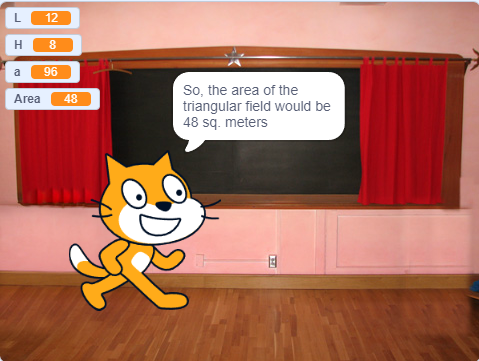 L 12
H 8
a 96
Area 48
So, the area of the
triangular field would be
48 sq. meters